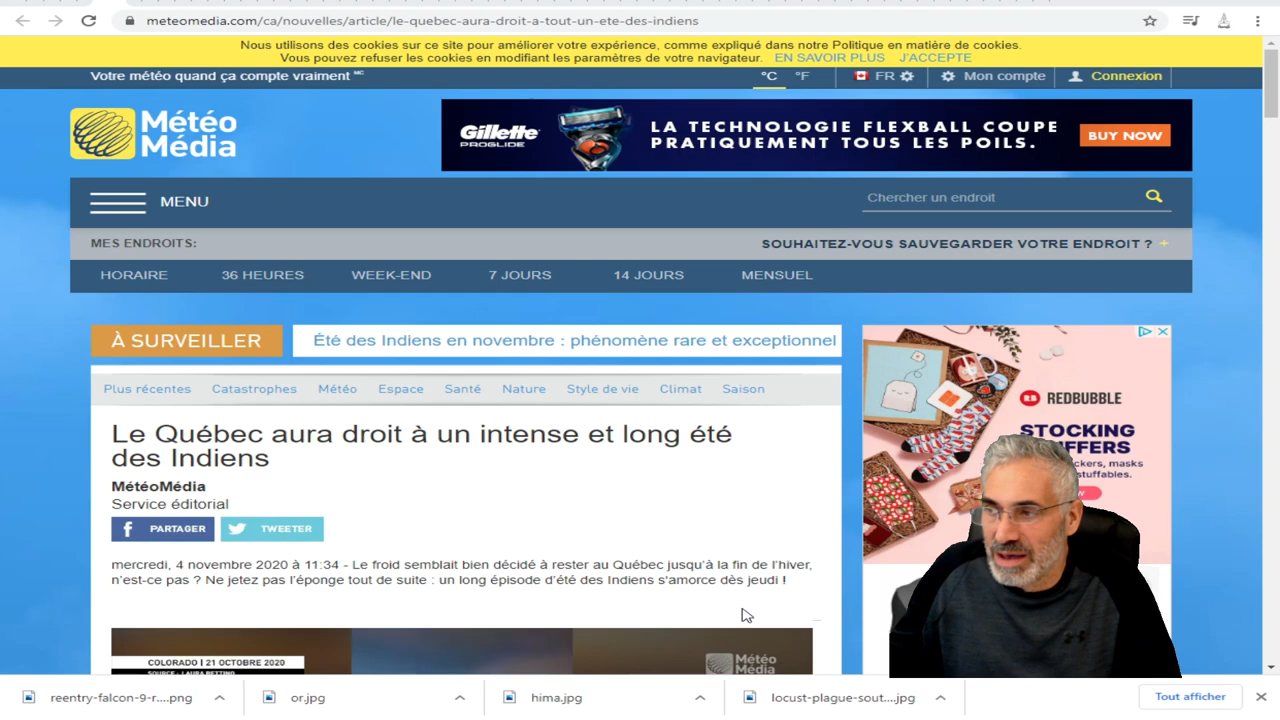 meteomedia.com/ca/nouvelles/article/le-quebec-aura-droit-a-tout-un-ete-des-indiens
Nous utilisons des cookies sur ce site pour améliorer votre expérience, comme expliqué dans notre Politique en matière de cookies.
Vous pouvez refuser les cookies en modifiant les paramètres de votre navigateur. EN SAVOIR PLUS J'ACCEPTE
Votre météo quand ça compte vraiment MC
°C °F FR Mon compte Connexion
Météo
Média
Gillette
PROGLIDE
LA TECHNOLOGIE FLEXBALL COUPE
PRATIQUEMENT TOUS LES POILS.
BUY NOW
MENU
Chercher un endroit
MES ENDROITS:
SOUHAITEZ-VOUS SAUVEGARDER VOTRE ENDROIT ? +
HORAIRE 36 HEURES WEEK-END 7 JOURS 14 JOURS MENSUEL
À SURVEILLER
Été des Indiens en novembre : phénomène rare et exceptionnel
Plus récentes Catastrophes Météo Espace Santé Nature Style de vie Climat Saison
Le Québec aura droit à un intense et long été
des Indiens
MétéoMédia
Service éditorial
PARTAGER TWEETER
mercredi, 4 novembre 2020 à 11:34 - Le froid semblait bien décidé à rester au Québec jusqu'à la fin de l'hiver,
n'est-ce pas ? Ne jetez pas l'éponge tout de suite : un long épisode d'été des Indiens s'amorce dès jeudi !
COLORADO | 21 OCTOBRE 2020
SOURCE : LAURA BETTINO
Météo
Média
REDBUBBLE
STOCKING
masks
stuffables.
reentry-falcon-9-r....png
or.jpg
hima.jpg
locust-plague-sout....jpg
Tout afficher